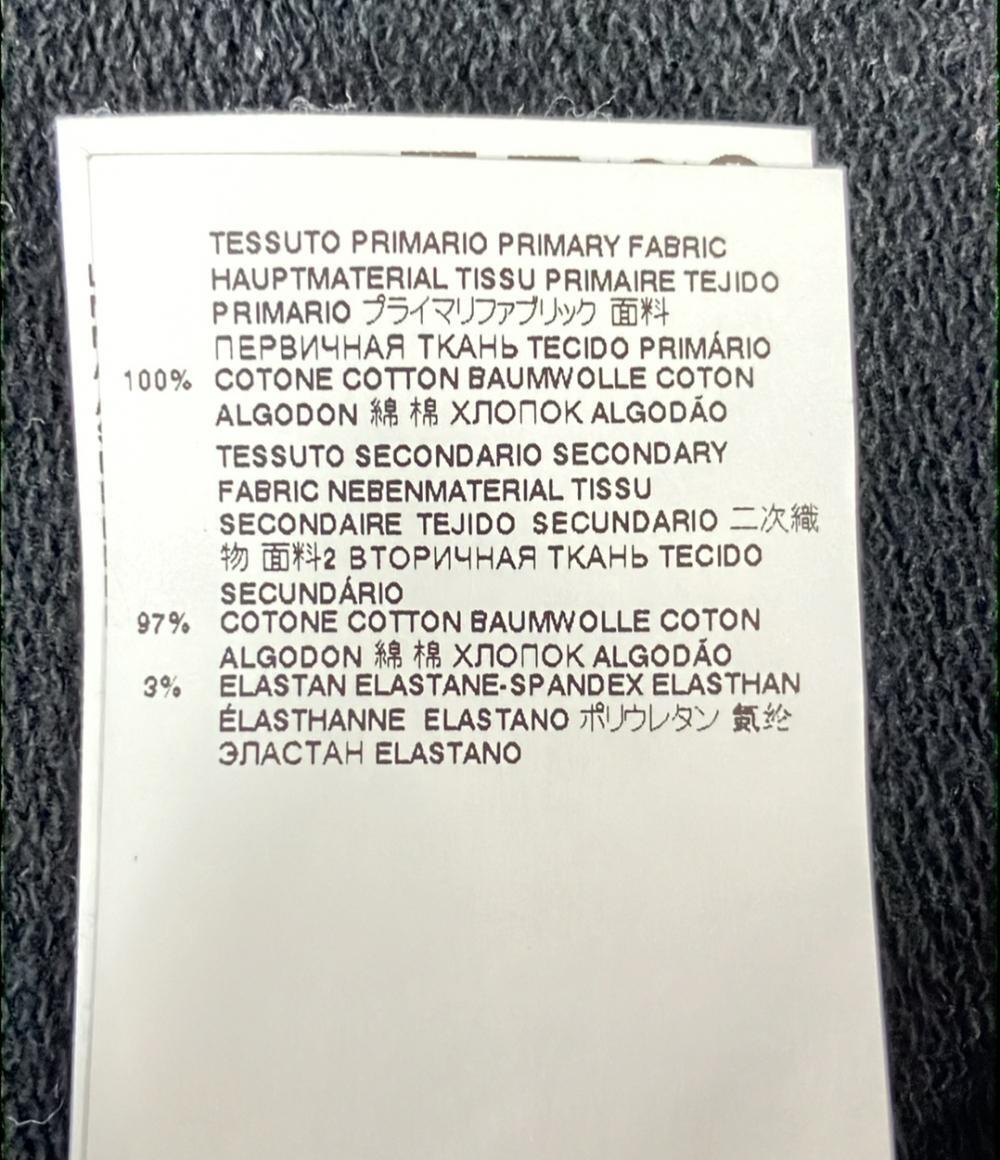 TESSUTO PRIMARIO PRIMARY FABRIC
HAUPTMATERIAL TISSU PRIMAIRE TEJIDO
PRIMARIO プライマリファブリック 面料
ПЕРВИЧНАЯ ТКАНЬ TECIDO PRIMÁRIO
100% COTONE COTTON BAUMWOLLE COTON
ALGODON 綿 棉 ХЛОПОК ALGODÃO
TESSUTO SECONDARIO SECONDARY
FABRIC NEBENMATERIAL TISSU
SECONDAIRE TEJIDO SECUNDARIO 二次織
物 面料2 ВТОРИЧНАЯ ТКАНЬ TECIDO
SECUNDÁRIO
97% COTONE COTTON BAUMWOLLE COTON
ALGODON 綿 棉 ХЛОПОК ALGODÃO
3% ELASTAN ELASTANE-SPANDEX ELASTHAN
ÉLASTHANNE ELASTANO ポリウレタン 氨纶
ЭЛАСТАН ELASTANO